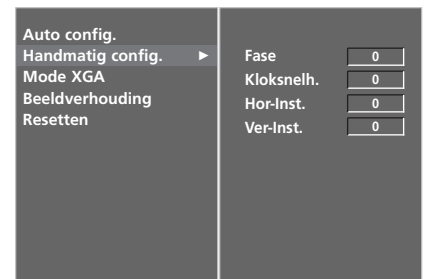 Auto config.
Handmatig config. ►
Mode XGA
Beeldverhouding
Resetten
Fase 0
Kloksnelh. 0
Hor-Inst. 0
Ver-Inst. 0